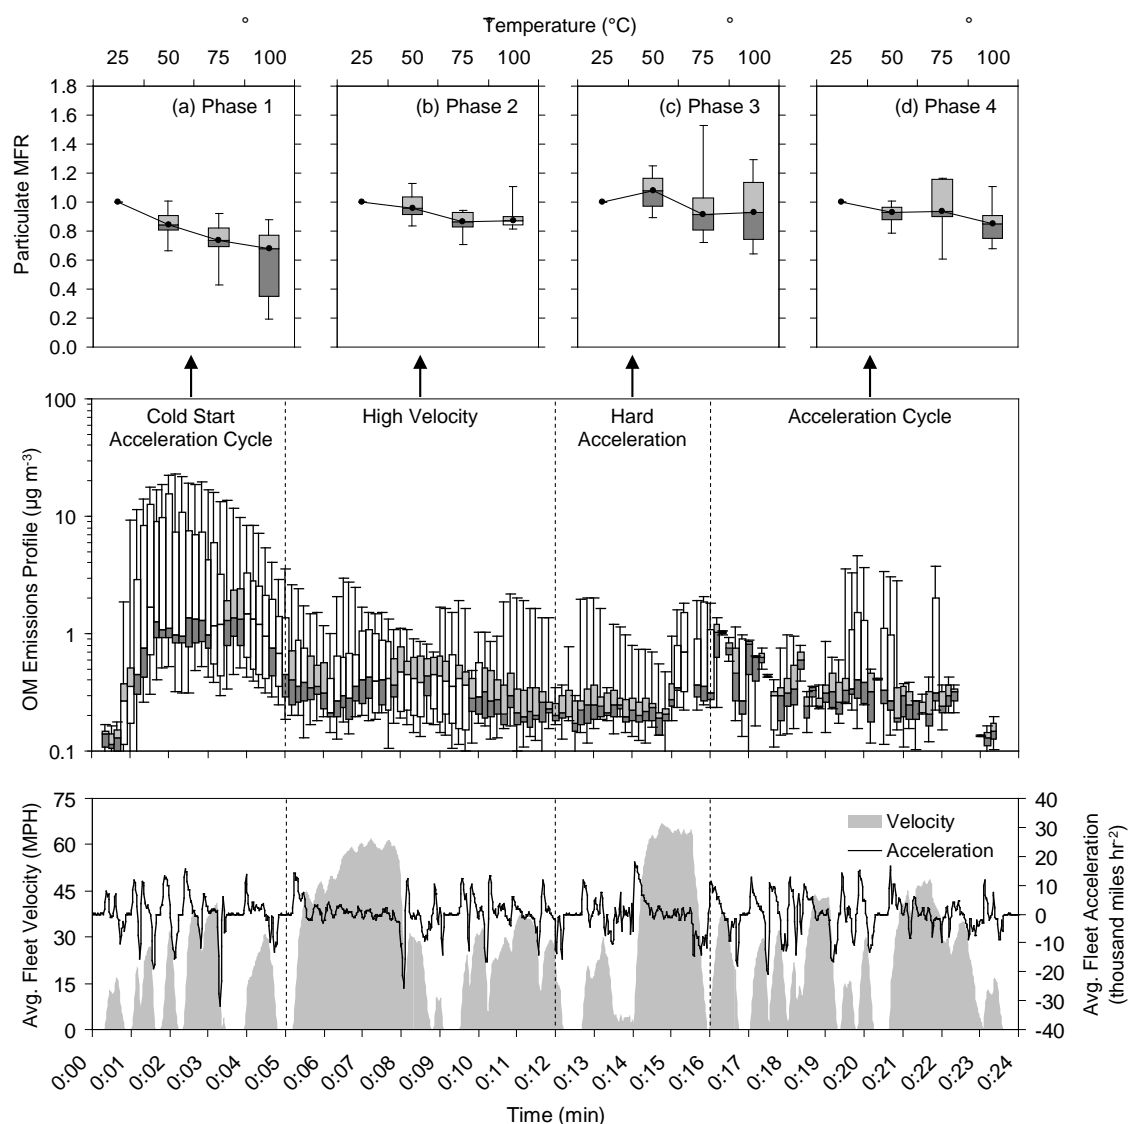 Temperature (°C)
° ° ° °
25 50 75 100 25 50 75 100 25 50 75 100 25 50 75 100
(a) Phase 1 (b) Phase 2 (c) Phase 3 (d) Phase 4
Particulate MFR
1.8
1.6
1.4
1.2
1.0
0.8
0.6
0.4
0.2
0.0
Cold Start
Acceleration Cycle
High Velocity
Hard
Acceleration
Acceleration Cycle
OM Emissions Profile (µg m-3)
100
10
1
0.1
Avg. Fleet Velocity (MPH)
75
60
45
30
15
0
Velocity
Acceleration
40
30
20
10
0
-10
-20
-30
-40
Avg. Fleet Acceleration
(thousand miles hr-2)
0:00 0:01 0:02 0:03 0:04 0:05 0:06 0:07 0:08 0:09 0:10 0:11 0:12 0:13 0:14 0:15 0:16 0:17 0:18 0:19 0:20 0:21 0:22 0:23 0:24
Time (min)